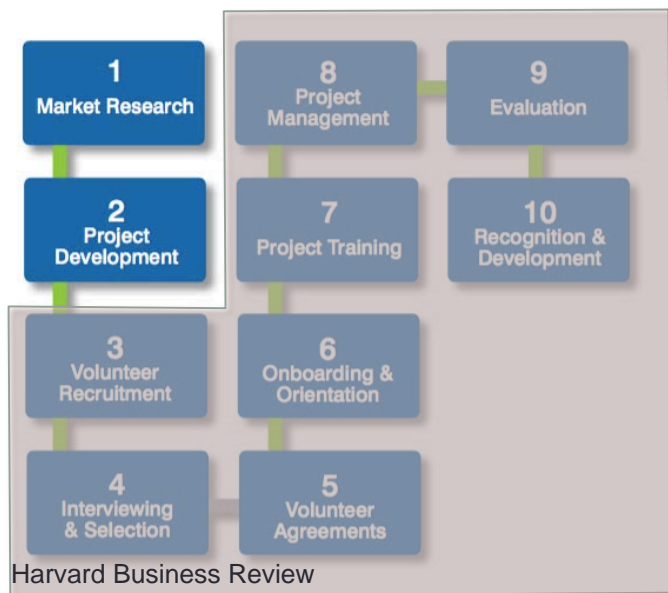 1
Market Research
2
Project
Development
3
Volunteer
Recruitment
4
Interviewing
& Selection
5
Volunteer
Agreements
6
Onboarding &
Orientation
7
Project Training
8
Project
Management
9
Evaluation
10
Recognition &
Development
Harvard Business Review